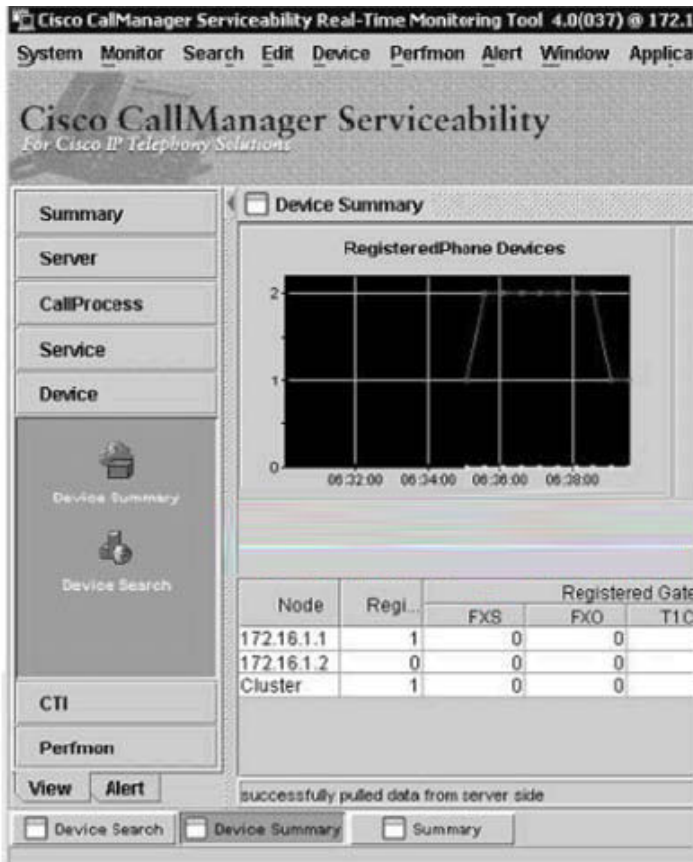 Cisco CallManager Serviceability Real-Time Monitoring Tool 4.0(037) @ 172.1
System Monitor Search Edit Device Perfmon Alert Window Applica
Cisco CallManager Serviceability
For Cisco IP Telephony Solutions
Summary
Server
CallProcess
Service
Device
Device Summary
Device Search
CTI
Perfmon
View Alert
Device Summary
RegisteredPhone Devices
2
1
0
06:32:00 06:34:00 06:36:00 06:38:00
Registered Gate
Node Regi... FXS FXO T1C
172.16.1.1 1 0 0
172.16.1.2 0 0 0
Cluster 1 0 0
successfully pulled data from server side
Device Search Device Summary Summary